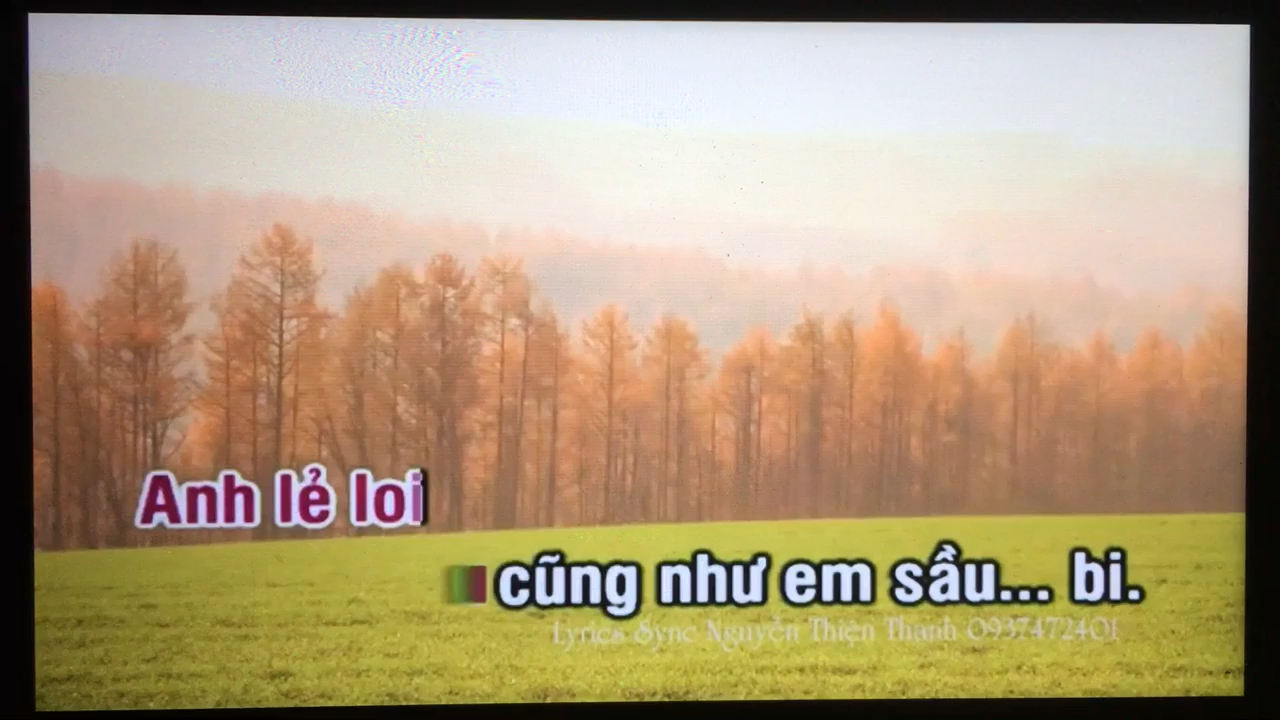 Anh lẻ loi
cũng như em sầu... bi.
Lyrics Sync Nguyễn Thiện Thanh 0937472401